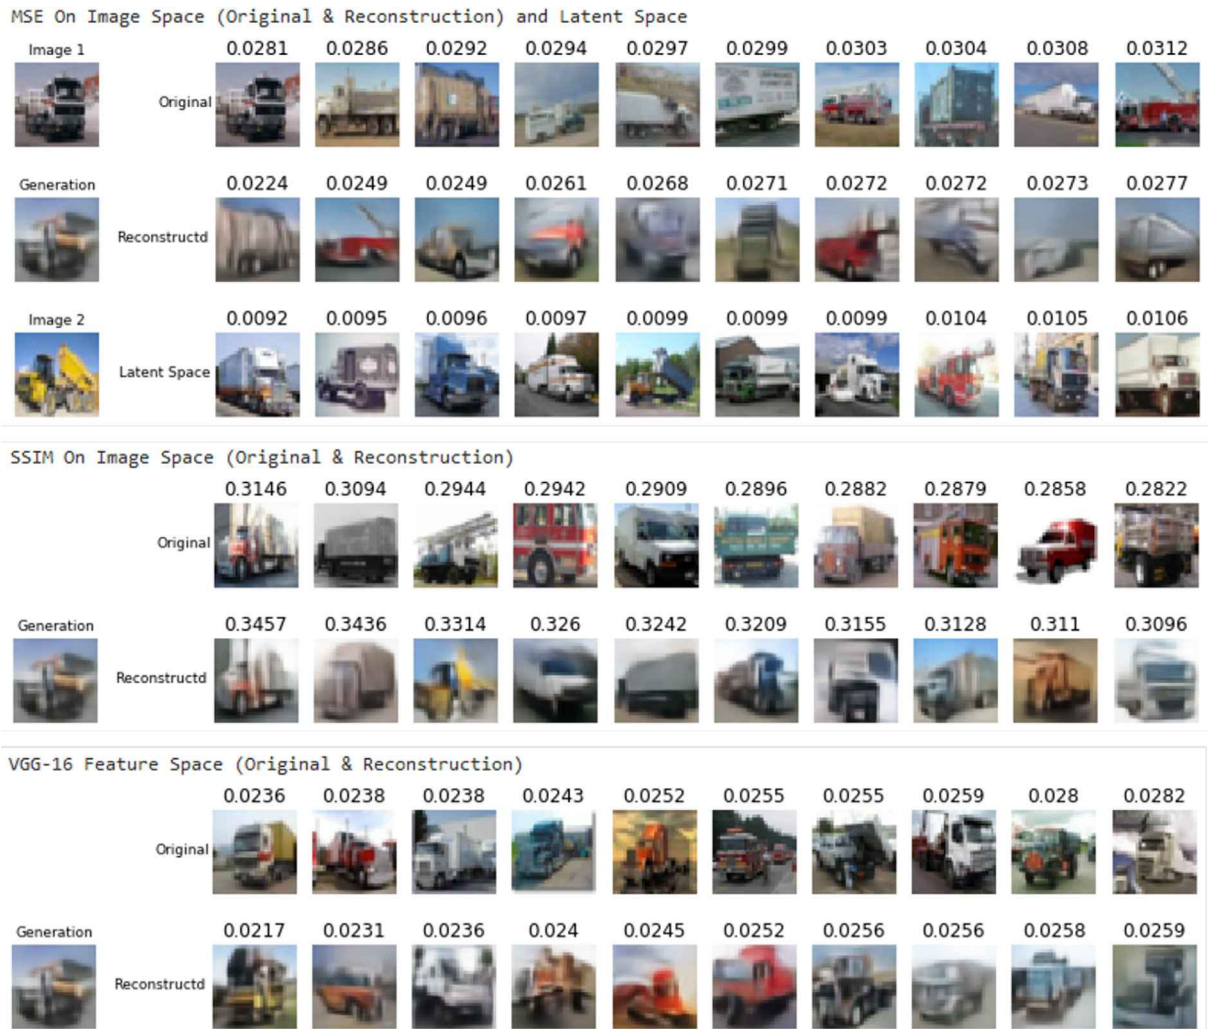 MSE On Image Space (Original & Reconstruction) and Latent Space
Image 1 0.0281 0.0286 0.0292 0.0294 0.0297 0.0299 0.0303 0.0304 0.0308 0.0312
Original
Generation 0.0224 0.0249 0.0249 0.0261 0.0268 0.0271 0.0272 0.0272 0.0273 0.0277
Reconstructd
Image 2 0.0092 0.0095 0.0096 0.0097 0.0099 0.0099 0.0099 0.0104 0.0105 0.0106
Latent Space
SSIM On Image Space (Original & Reconstruction)
0.3146 0.3094 0.2944 0.2942 0.2909 0.2896 0.2882 0.2879 0.2858 0.2822
Original
Generation 0.3457 0.3436 0.3314 0.326 0.3242 0.3209 0.3155 0.3128 0.311 0.3096
Reconstructd
VGG-16 Feature Space (Original & Reconstruction)
0.0236 0.0238 0.0238 0.0243 0.0252 0.0255 0.0255 0.0259 0.028 0.0282
Original
Generation 0.0217 0.0231 0.0236 0.024 0.0245 0.0252 0.0256 0.0256 0.0258 0.0259
Reconstructd